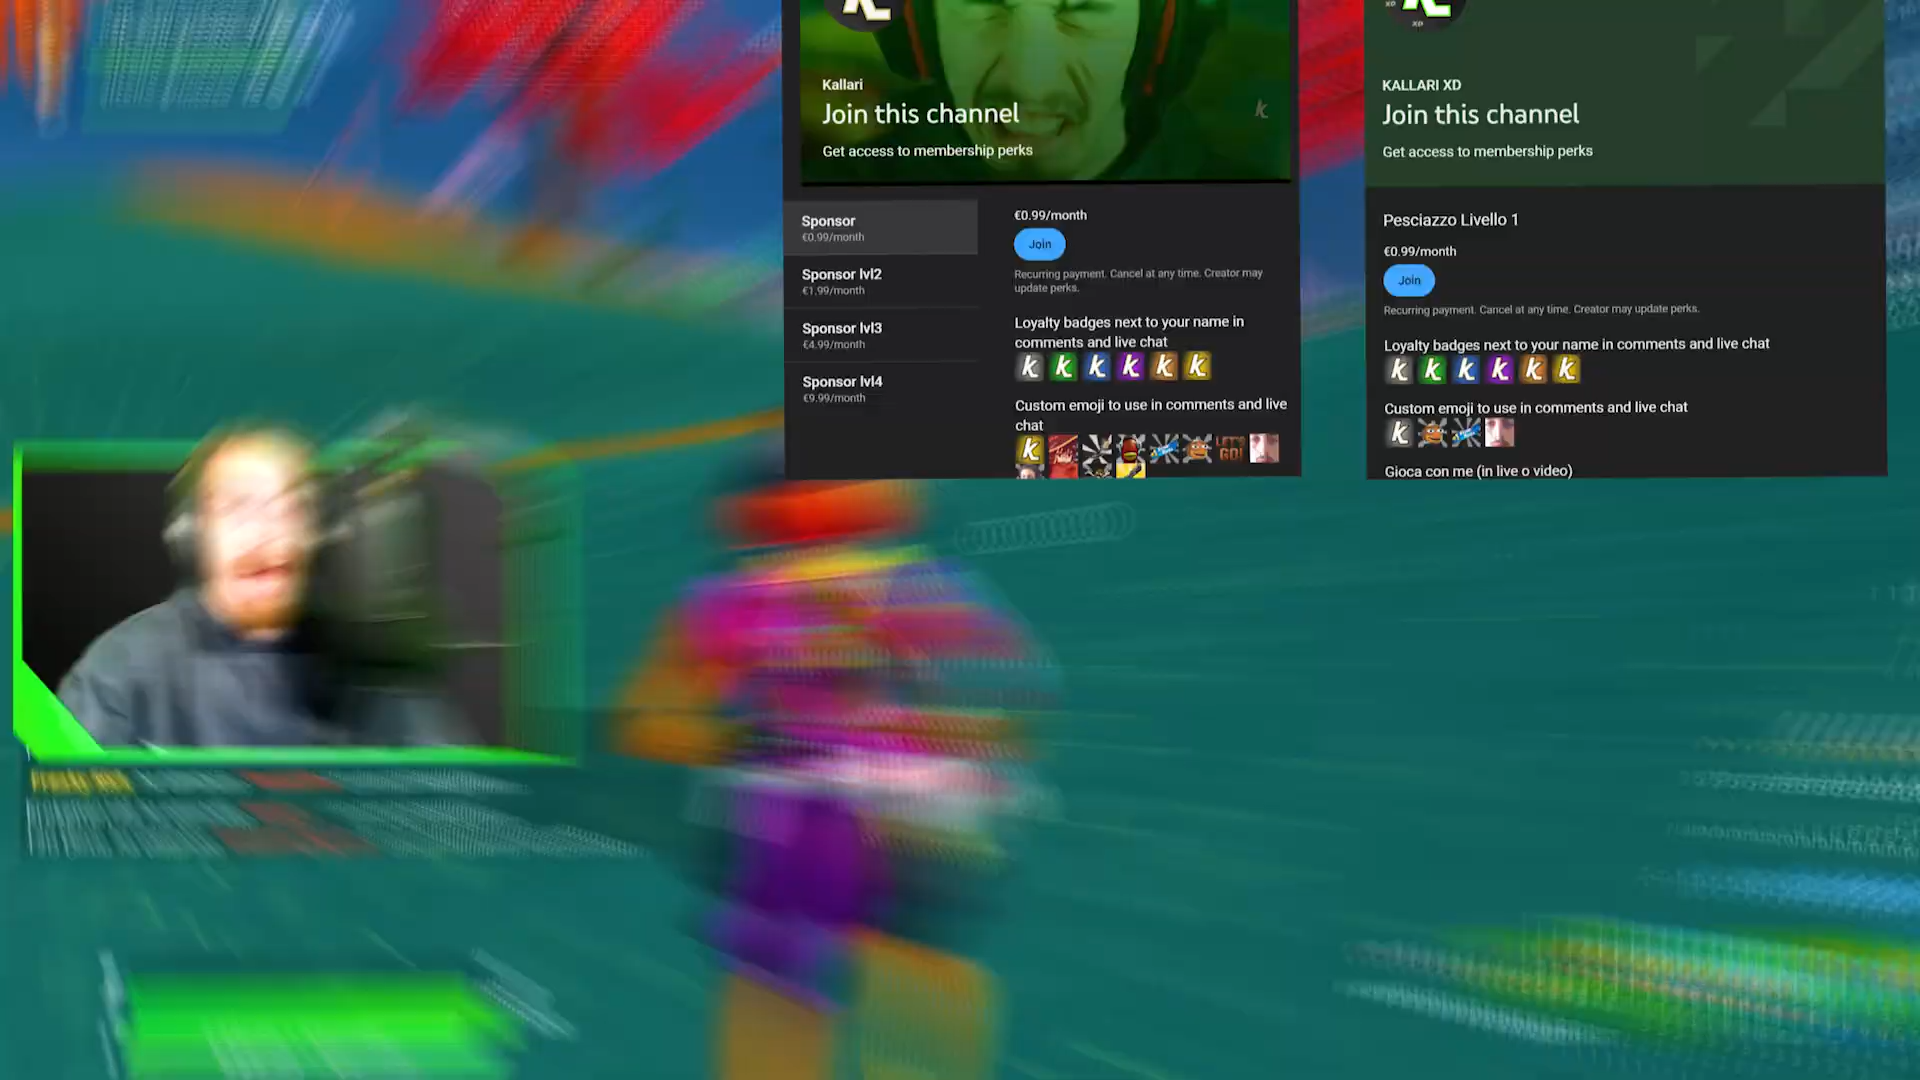 Kallari
Join this channel
Get access to membership perks
Sponsor
€0.99/month
Sponsor lvl2
€1.99/month
Sponsor lvl3
€4.99/month
Sponsor lvl4
€9.99/month
€0.99/month
Join
Recurring payment. Cancel at any time. Creator may
update perks.
Loyalty badges next to your name in
comments and live chat
K K K K K K
Custom emoji to use in comments and live
chat
K LET'S GO!
KALLARI XD
Join this channel
Get access to membership perks
Pesciazzo Livello 1
€0.99/month
Join
Recurring payment. Cancel at any time. Creator may update perks.
Loyalty badges next to your name in comments and live chat
K K K K K K
Custom emoji to use in comments and live chat
K
Gioca con me (in live o video)